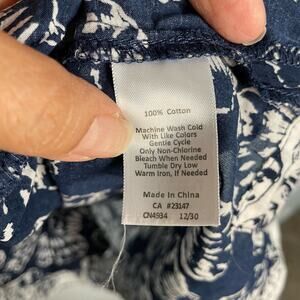 100% Cotton
Machine Wash Cold
With Like Colors
Gentle Cycle
Only Non-Chlorine
Bleach When Needed
Tumble Dry Low
Warm Iron, If Needed
Made In China
CA #23147
CN4934 12/30